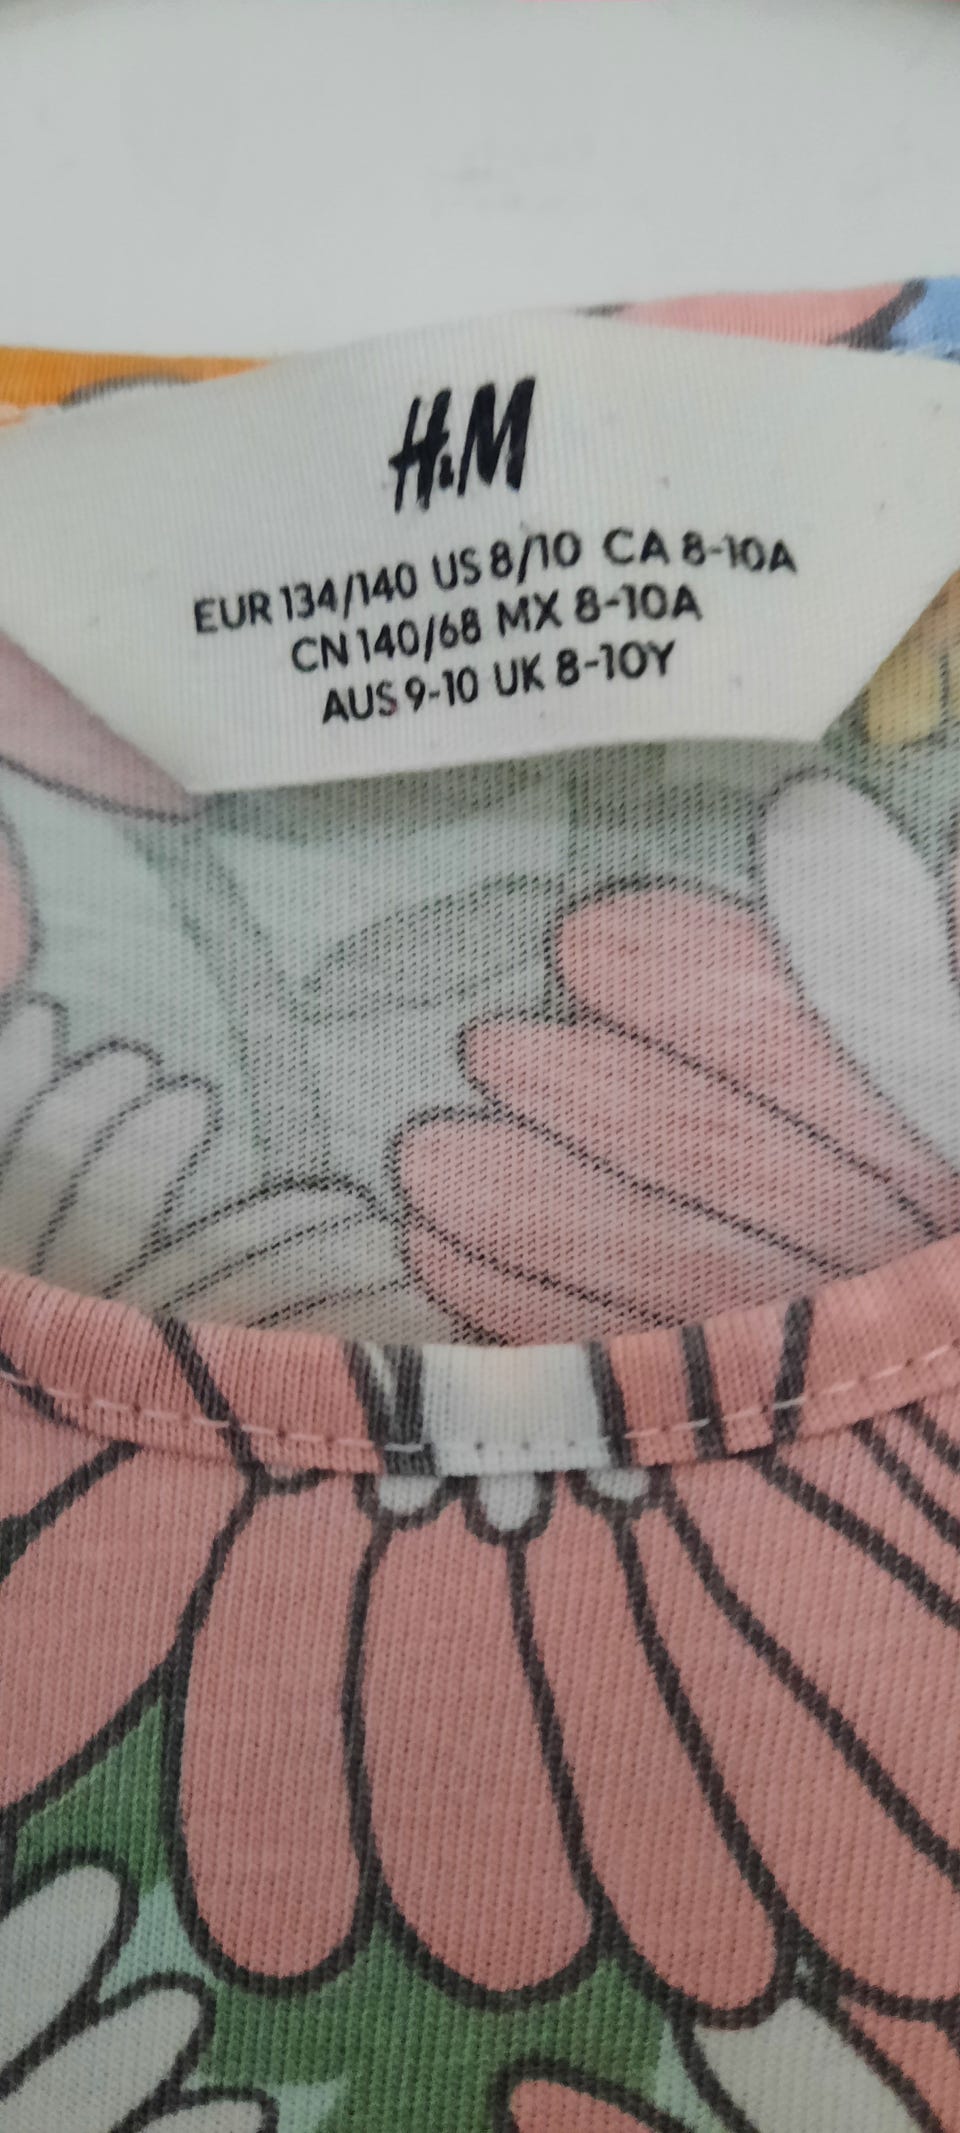 H&M
EUR 134/140 US 8/10 CA 8-10A
CN 140/68 MX 8-10A
AUS 9-10 UK 8-10Y